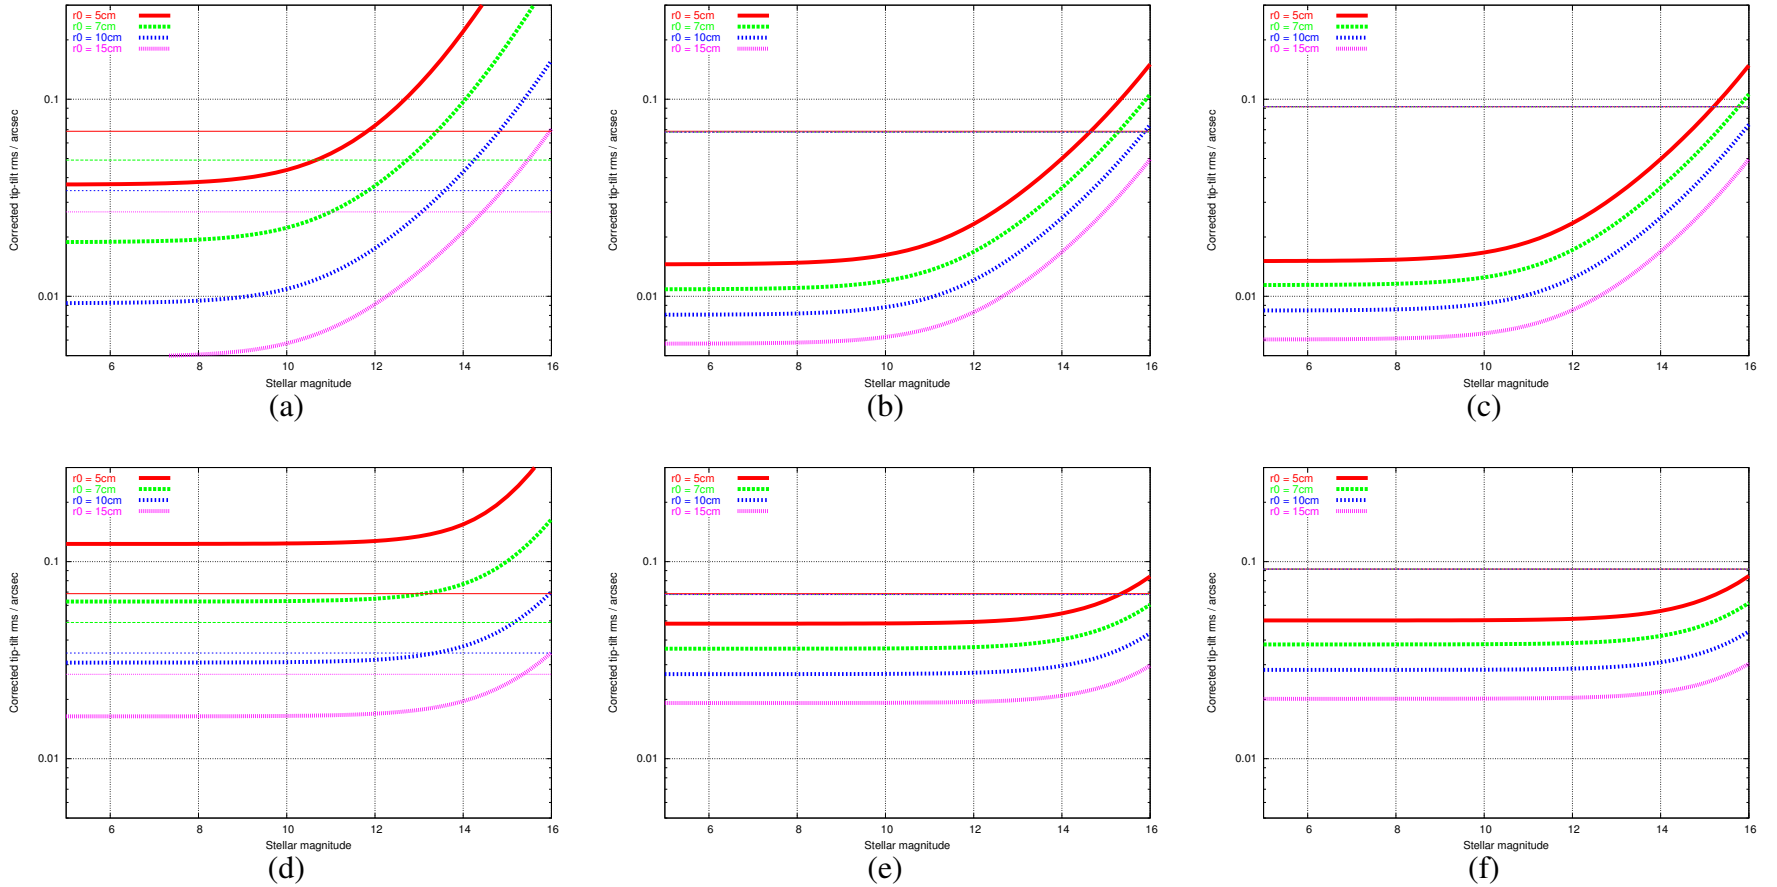 r0 = 5cm
r0 = 7cm
r0 = 10cm
r0 = 15cm
0.1
0.01
Corrected tip-tilt rms / arcsec
6 8 10 12 14 16
Stellar magnitude
(a)
r0 = 5cm
r0 = 7cm
r0 = 10cm
r0 = 15cm
0.1
0.01
Corrected tip-tilt rms / arcsec
6 8 10 12 14 16
Stellar magnitude
(b)
r0 = 5cm
r0 = 7cm
r0 = 10cm
r0 = 15cm
0.1
0.01
Corrected tip-tilt rms / arcsec
6 8 10 12 14 16
Stellar magnitude
(c)
r0 = 5cm
r0 = 7cm
r0 = 10cm
r0 = 15cm
0.1
0.01
Corrected tip-tilt rms / arcsec
6 8 10 12 14 16
Stellar magnitude
(d)
r0 = 5cm
r0 = 7cm
r0 = 10cm
r0 = 15cm
0.1
0.01
Corrected tip-tilt rms / arcsec
6 8 10 12 14 16
Stellar magnitude
(e)
r0 = 5cm
r0 = 7cm
r0 = 10cm
r0 = 15cm
0.1
0.01
Corrected tip-tilt rms / arcsec
6 8 10 12 14 16
Stellar magnitude
(f)